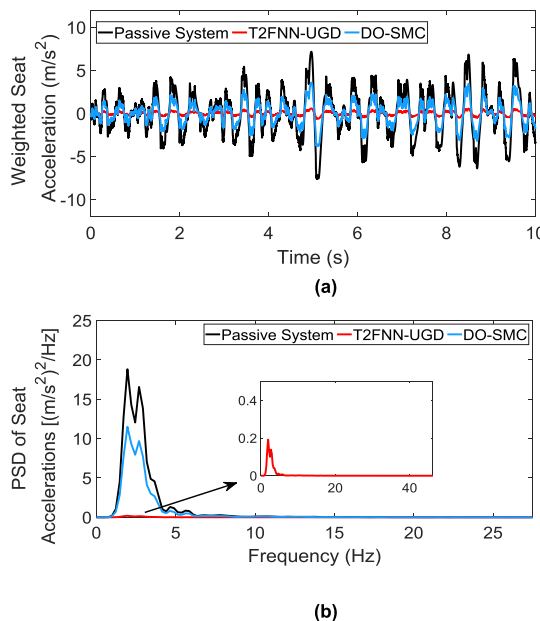 Passive System T2FNN-UGD DO-SMC
10
5
0
-5
-10
Weighted Seat
Acceleration (m/s²)
0 2 4 6 8 10
Time (s)
(a)
Passive System T2FNN-UGD DO-SMC
25
20
15
10
5
0
PSD of Seat
Accelerations [(m/s²)²/Hz]
0.4
0.2
0
0 20 40
0 5 10 15 20 25
Frequency (Hz)
(b)